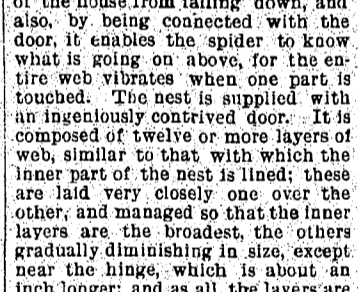 of the house from falling down, and
also, by being connected with the
door, it enables the spider to know
what is going on above, for the en-
tire web vibrates when one part is
touched. The nest is supplied with
an ingeniously contrived door. It is
composed of twelve or more layers of
web, similar to that with which the
inner part of the nest is lined; these
are laid very closely one over the
other, and managed so that the inner
layers are the broadest, the others
gradually diminishing in size, except
near the hinge, which is about an
inch longer; and as all the layers are